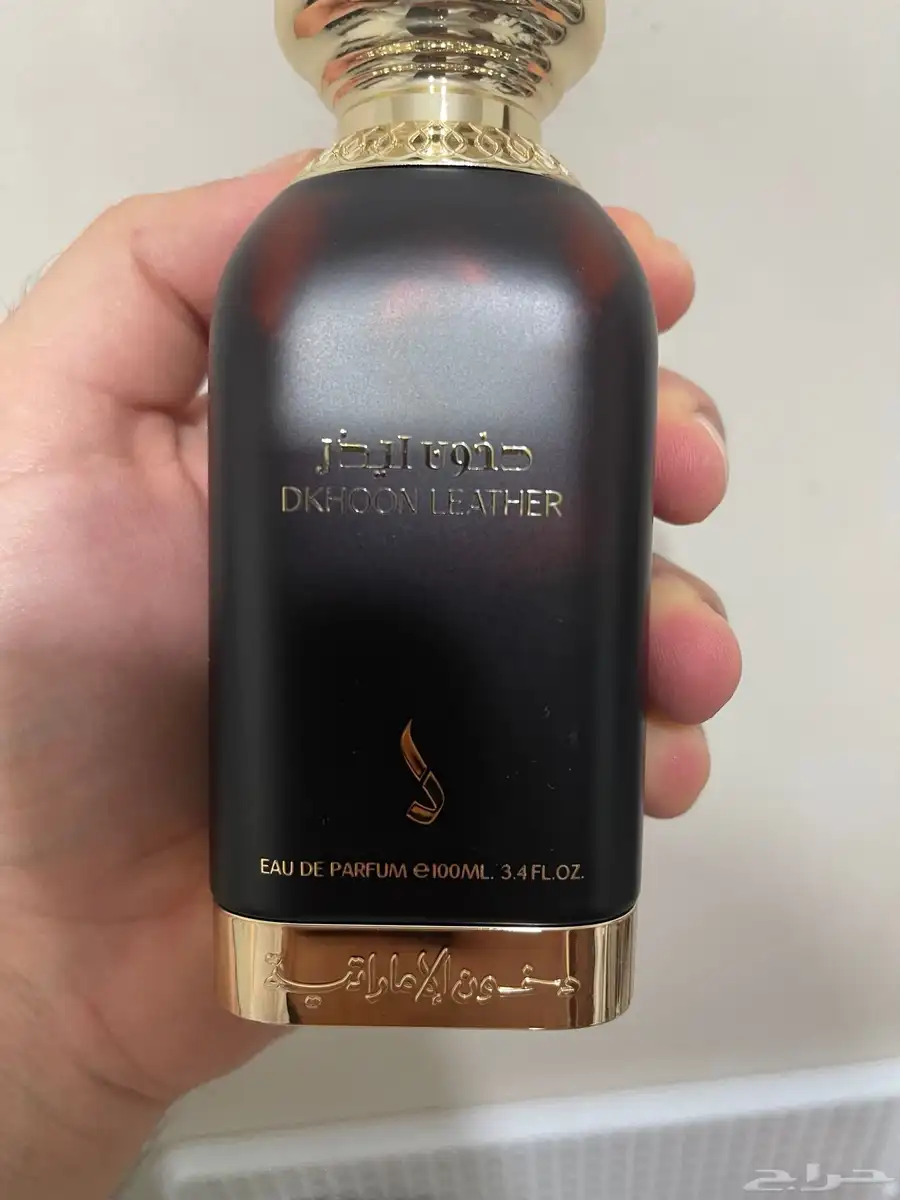 دخون ليذر
DKHOON LEATHER
EAU DE PARFUM ℮100ML. 3.4 FL.OZ.
دخون الإماراتية
حراج